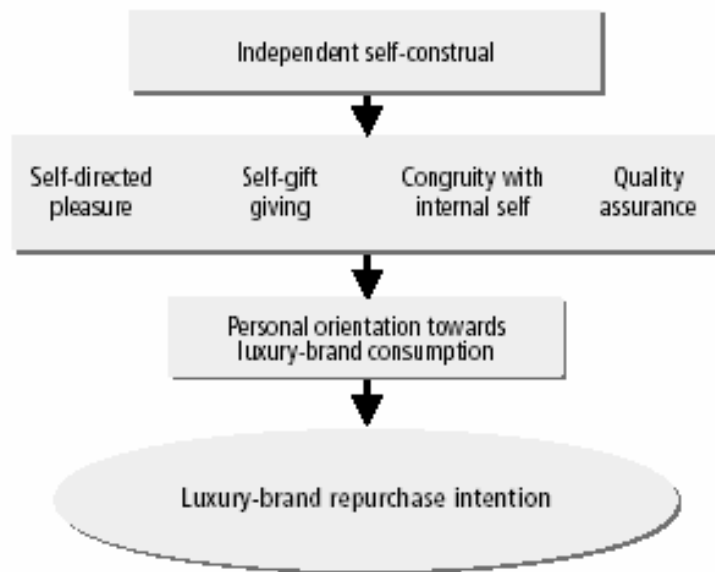 Independent self-construal
Self-directed pleasure
Self-gift giving
Congruity with internal self
Quality assurance
Personal orientation towards
luxury-brand consumption
Luxury-brand repurchase intention